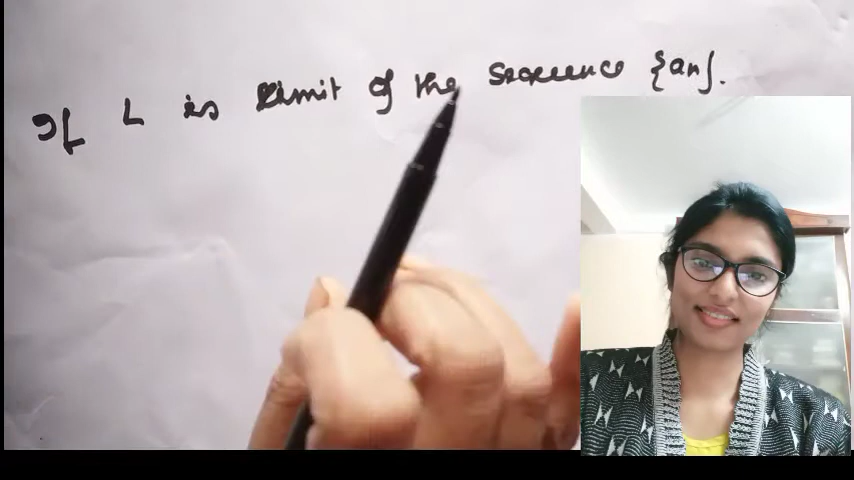 If L is limit of the sequence {an}.